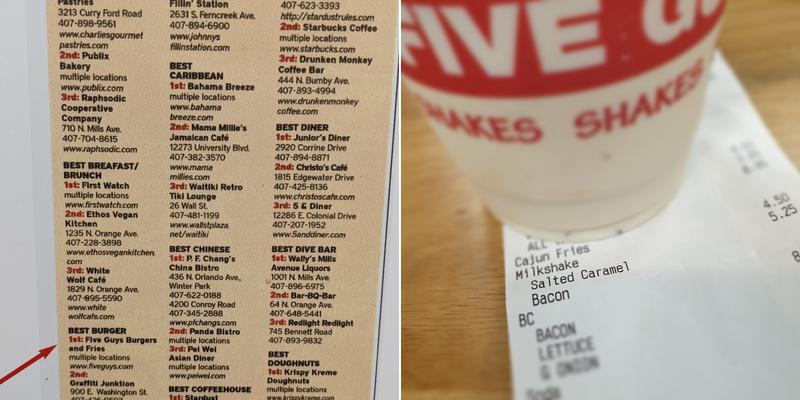 Pastries
3213 Curry Ford Road
407-898-9561
www.charliesgourmet
pastries.com
2nd: Publix
Bakery
multiple locations
www.publix.com
3rd: Raphsodic
Cooperative
Company
710 N. Mills Ave.
407-704-8615
www.raphsodic.com
BEST BREAFAST/
BRUNCH
1st: First Watch
multiple locations
www.firstwatch.com
2nd: Ethos Vegan
Kitchen
1235 N. Orange Ave.
407-228-3898
www.ethosvegankitchen.
com
3rd: White
Wolf Café
1829 N. Orange Ave.
407-895-5590
www.white
wolfcafe.com
BEST BURGER
1st: Five Guys Burgers
and Fries
multiple locations
www.fiveguys.com
2nd:
Graffiti Junktion
900 E. Washington St.
Fillin' Station
2631 S. Ferncreek Ave.
407-894-6900
www.johnnys
fillinstation.com
BEST
CARIBBEAN
1st: Bahama Breeze
multiple locations
www.bahama
breeze.com
2nd: Mama Millie's
Jamaican Café
12273 University Blvd.
407-382-3570
www.mama
millies.com
3rd: Waitiki Retro
Tiki Lounge
26 Wall St.
407-481-1199
www.wallstplaza.
net/waitiki
BEST CHINESE
1st: P. F. Chang's
China Bistro
436 N. Orlando Ave.,
Winter Park
407-622-0188
4200 Conroy Road
407-345-2888
www.pfchangs.com
2nd: Panda Bistro
multiple locations
3rd: Pei Wei
Asian Diner
multiple locations
www.peiwei.com
BEST COFFEEHOUSE
1st: Stardust
407-623-3393
http://stardustrules.com
2nd: Starbucks Coffee
multiple locations
www.starbucks.com
3rd: Drunken Monkey
Coffee Bar
444 N. Bumby Ave.
407-893-4994
www.drunkenmonkey
coffee.com
BEST DINER
1st: Junior's Diner
2920 Corrine Drive
407-894-8871
2nd: Christo's Café
1815 Edgewater Drive
407-425-8136
www.christoscafe.com
3rd: 5 & Diner
12286 E. Colonial Drive
407-207-1952
www.5anddiner.com
BEST DIVE BAR
1st: Wally's Mills
Avenue Liquors
1001 N. Mills Ave.
407-896-6975
2nd: Bar-BQ-Bar
64 N. Orange Ave.
407-648-5441
3rd: Redlight Redlight
745 Bennett Road
407-893-9832
BEST
DOUGHNUTS
1st: Krispy Kreme
Doughnuts
multiple locations
www.krispykreme.com
FIVE GU
SHAKES SHAKES
4.50
5.25
ALL
Cajun Fries
Milkshake
Salted Caramel
Bacon
BC
BACON
LETTUCE
G ONION
Soda